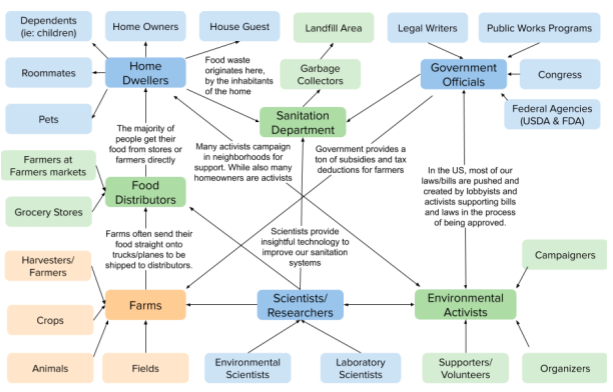 Dependents
(ie: children)
Home Owners
House Guest
Landfill Area
Legal Writers
Public Works Programs
Roommates
Home
Dwellers
Food waste
originates here,
by the inhabitants
of the home
Garbage
Collectors
Government
Officials
Congress
Pets
Sanitation
Department
Federal Agencies
(USDA & FDA)
The majority of
people get their
food from stores or
farmers directly
Many activists campaign
in neighborhoods for
support. While also many
homeowners are activists
Government provides a
ton of subsidies and tax
deductions for farmers
In the US, most of our
laws/bills are pushed and
created by lobbyists and
activists supporting bills
and laws in the process
of being approved.
Farmers at
Farmers markets
Food
Distributors
Grocery Stores
Farms often send their
food straight onto
trucks/planes to be
shipped to distributors.
Scientists provide
insightful technology to
improve our sanitation
systems
Harvesters/
Farmers
Campaigners
Farms
Scientists/
Researchers
Environmental
Activists
Crops
Animals
Fields
Environmental
Scientists
Laboratory
Scientists
Supporters/
Volunteers
Organizers